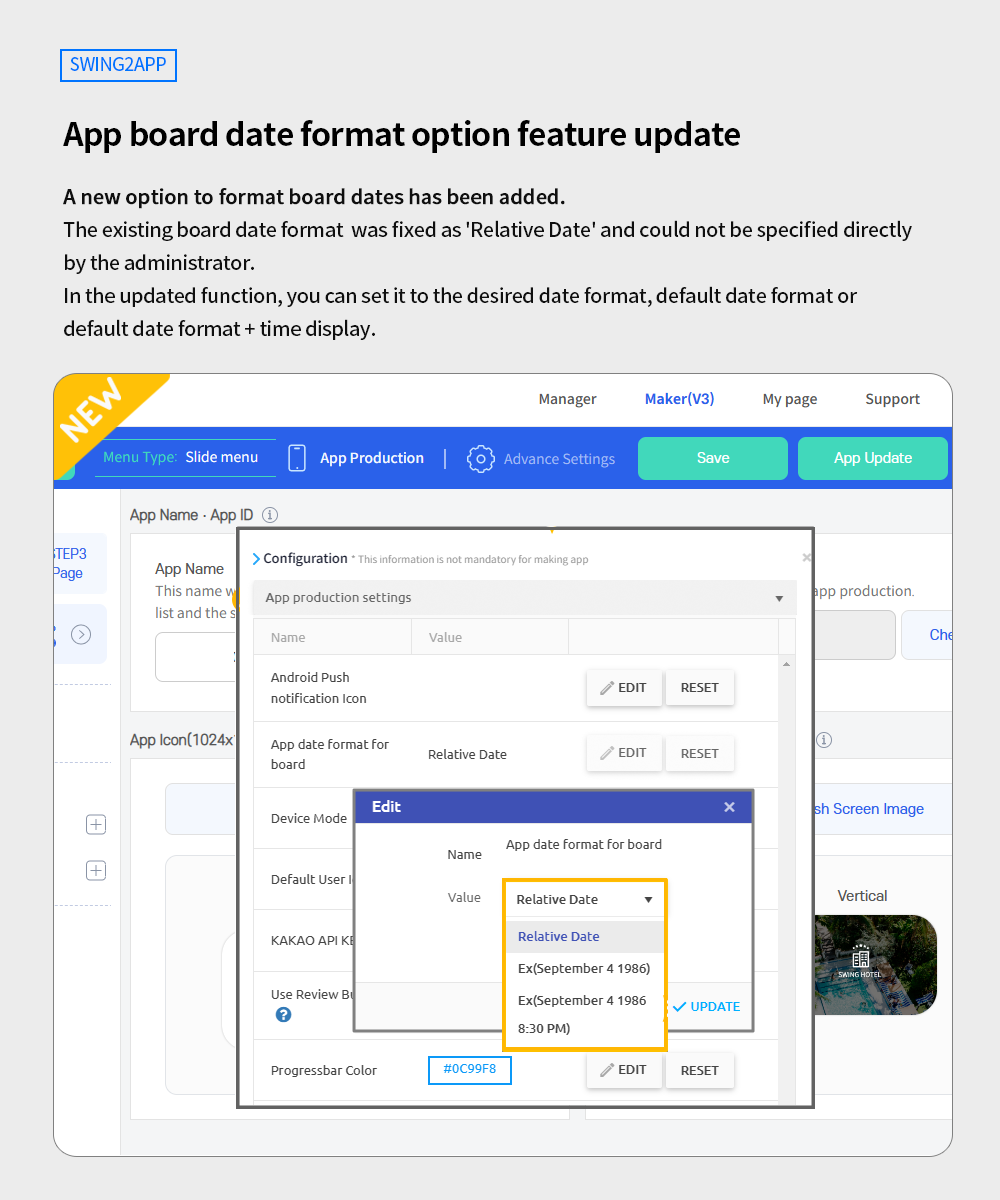 SWING2APP
App board date format option feature update
A new option to format board dates has been added.
The existing board date format was fixed as 'Relative Date' and could not be specified directly
by the administrator.
In the updated function, you can set it to the desired date format, default date format or
default date format + time display.
NEW
Manager Maker(V3) My page Support
Menu Type: Slide menu App Production Advance Settings Save App Update
App Name · App ID
STEP3
Page
App Name
This name w
list and the s
app production.
Che
App Icon(1024x
sh Screen Image
Vertical
SWING HOTEL
Configuration * This information is not mandatory for making app
App production settings
Name Value
Android Push
notification Icon
EDIT RESET
App date format for
board
Relative Date
EDIT RESET
Device Mode
Default User I
KAKAO API KE
Use Review Bu
Progressbar Color
#0C99F8
EDIT RESET
Edit
Name App date format for board
Value Relative Date
Relative Date
Ex(September 4 1986)
Ex(September 4 1986
8:30 PM)
UPDATE